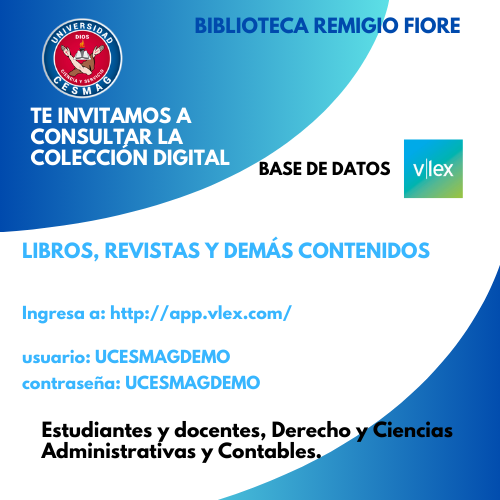 BIBLIOTECA REMIGIO FIORE
UNIVERSIDAD
DIOS
CIENCIA Y SERVICIO
CESMAG
TE INVITAMOS A
CONSULTAR LA
COLECCIÓN DIGITAL
BASE DE DATOS
v|lex
LIBROS, REVISTAS Y DEMÁS CONTENIDOS
Ingresa a: http://app.vlex.com/
usuario: UCESMAGDEMO
contraseña: UCESMAGDEMO
Estudiantes y docentes, Derecho y Ciencias
Administrativas y Contables.